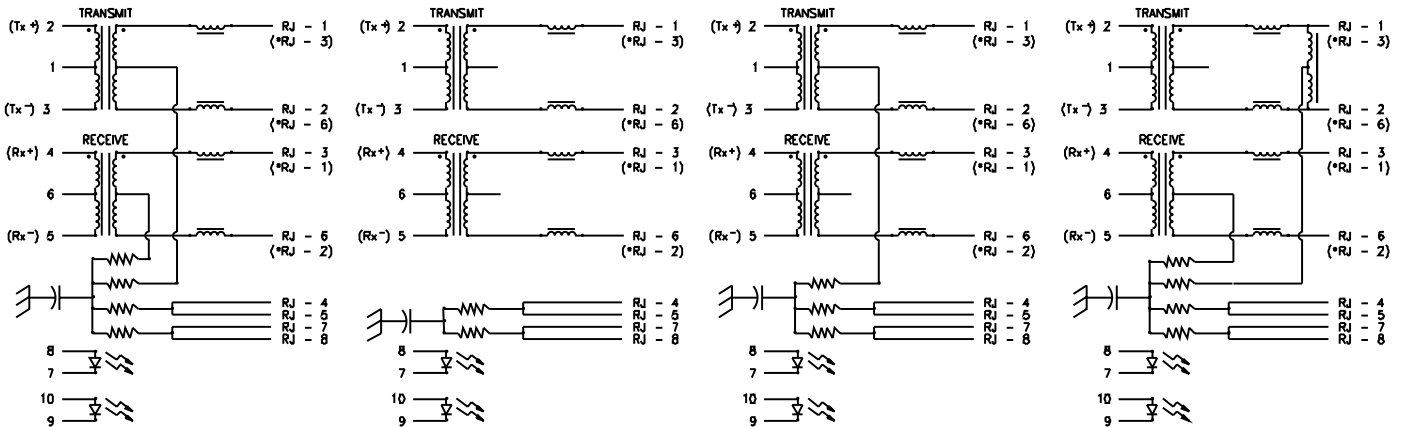 TRANSMIT
(Tx +) 2
RJ - 1
(*RJ - 3)
1
(Tx -) 3
RJ - 2
(*RJ - 6)
RECEIVE
(Rx+) 4
RJ - 3
(*RJ - 1)
6
(Rx-) 5
RJ - 6
(*RJ - 2)
RJ - 4
RJ - 5
RJ - 7
RJ - 8
8
7
10
9
TRANSMIT
(Tx +) 2
RJ - 1
(*RJ - 3)
1
(Tx -) 3
RJ - 2
(*RJ - 6)
RECEIVE
(Rx+) 4
RJ - 3
(*RJ - 1)
6
(Rx-) 5
RJ - 6
(*RJ - 2)
RJ - 4
RJ - 5
RJ - 7
RJ - 8
8
7
10
9
TRANSMIT
(Tx +) 2
RJ - 1
(*RJ - 3)
1
(Tx -) 3
RJ - 2
(*RJ - 6)
RECEIVE
(Rx+) 4
RJ - 3
(*RJ - 1)
6
(Rx-) 5
RJ - 6
(*RJ - 2)
RJ - 4
RJ - 5
RJ - 7
RJ - 8
8
7
10
9
TRANSMIT
(Tx +) 2
RJ - 1
(*RJ - 3)
1
(Tx -) 3
RJ - 2
(*RJ - 6)
RECEIVE
(Rx+) 4
RJ - 3
(*RJ - 1)
6
(Rx-) 5
RJ - 6
(*RJ - 2)
RJ - 4
RJ - 5
RJ - 7
RJ - 8
8
7
10
9